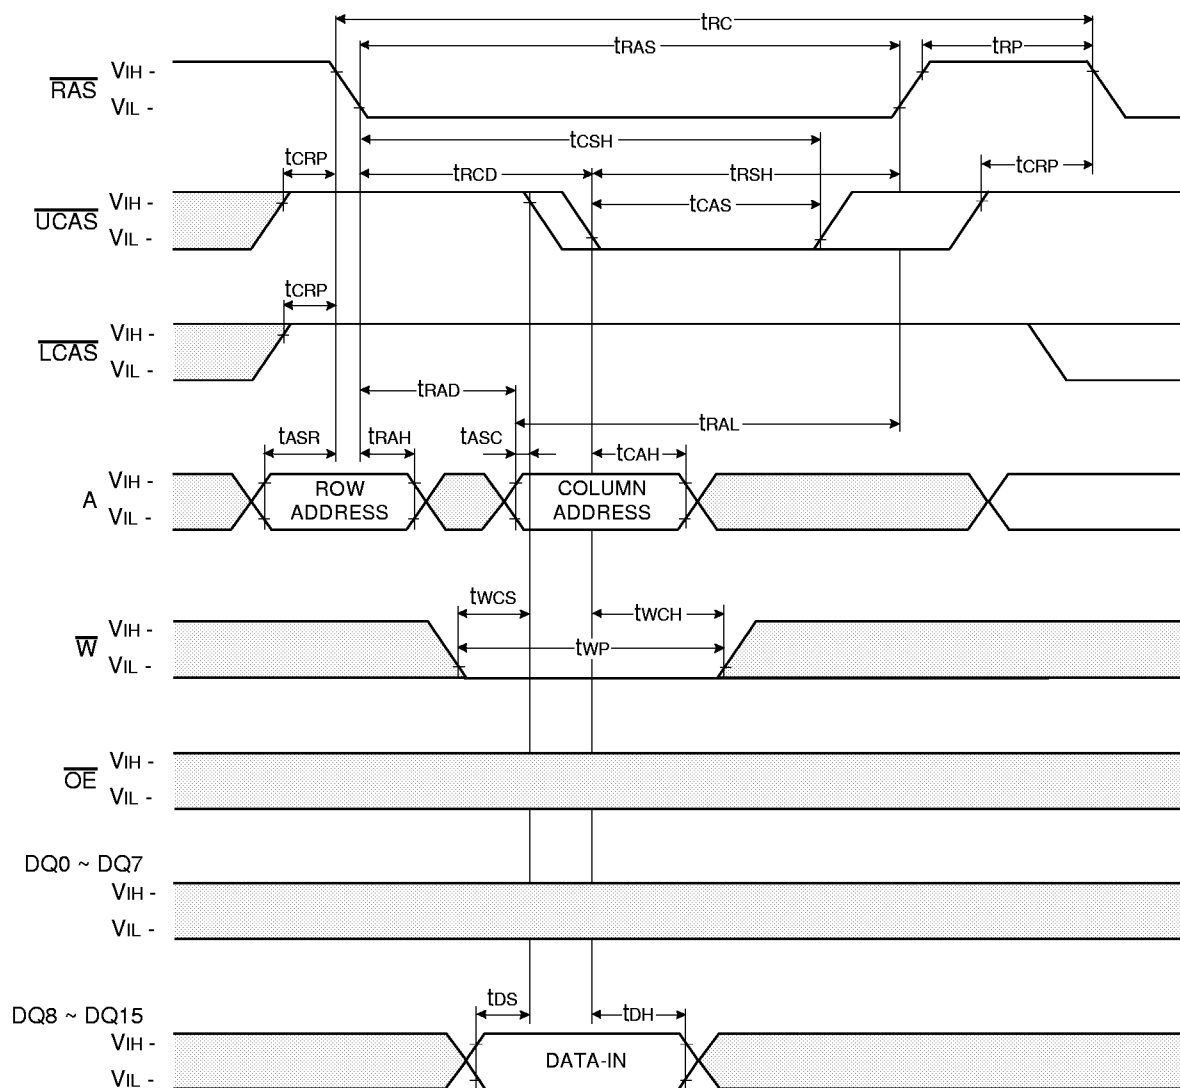 tRC
tRAS
tRP
RAS
VIH -
VIL -
tCSH
tCRP
tRCD
tRSH
tCRP
UCAS
VIH -
VIL -
tCAS
tCRP
LCAS
VIH -
VIL -
tRAD
tRAL
tASR
tRAH
tASC
tCAH
A
VIH -
VIL -
ROW
ADDRESS
COLUMN
ADDRESS
tWCS
tWCH
W
VIH -
VIL -
tWP
OE
VIH -
VIL -
DQ0 ~ DQ7
VIH -
VIL -
tDS
tDH
DQ8 ~ DQ15
VIH -
VIL -
DATA-IN